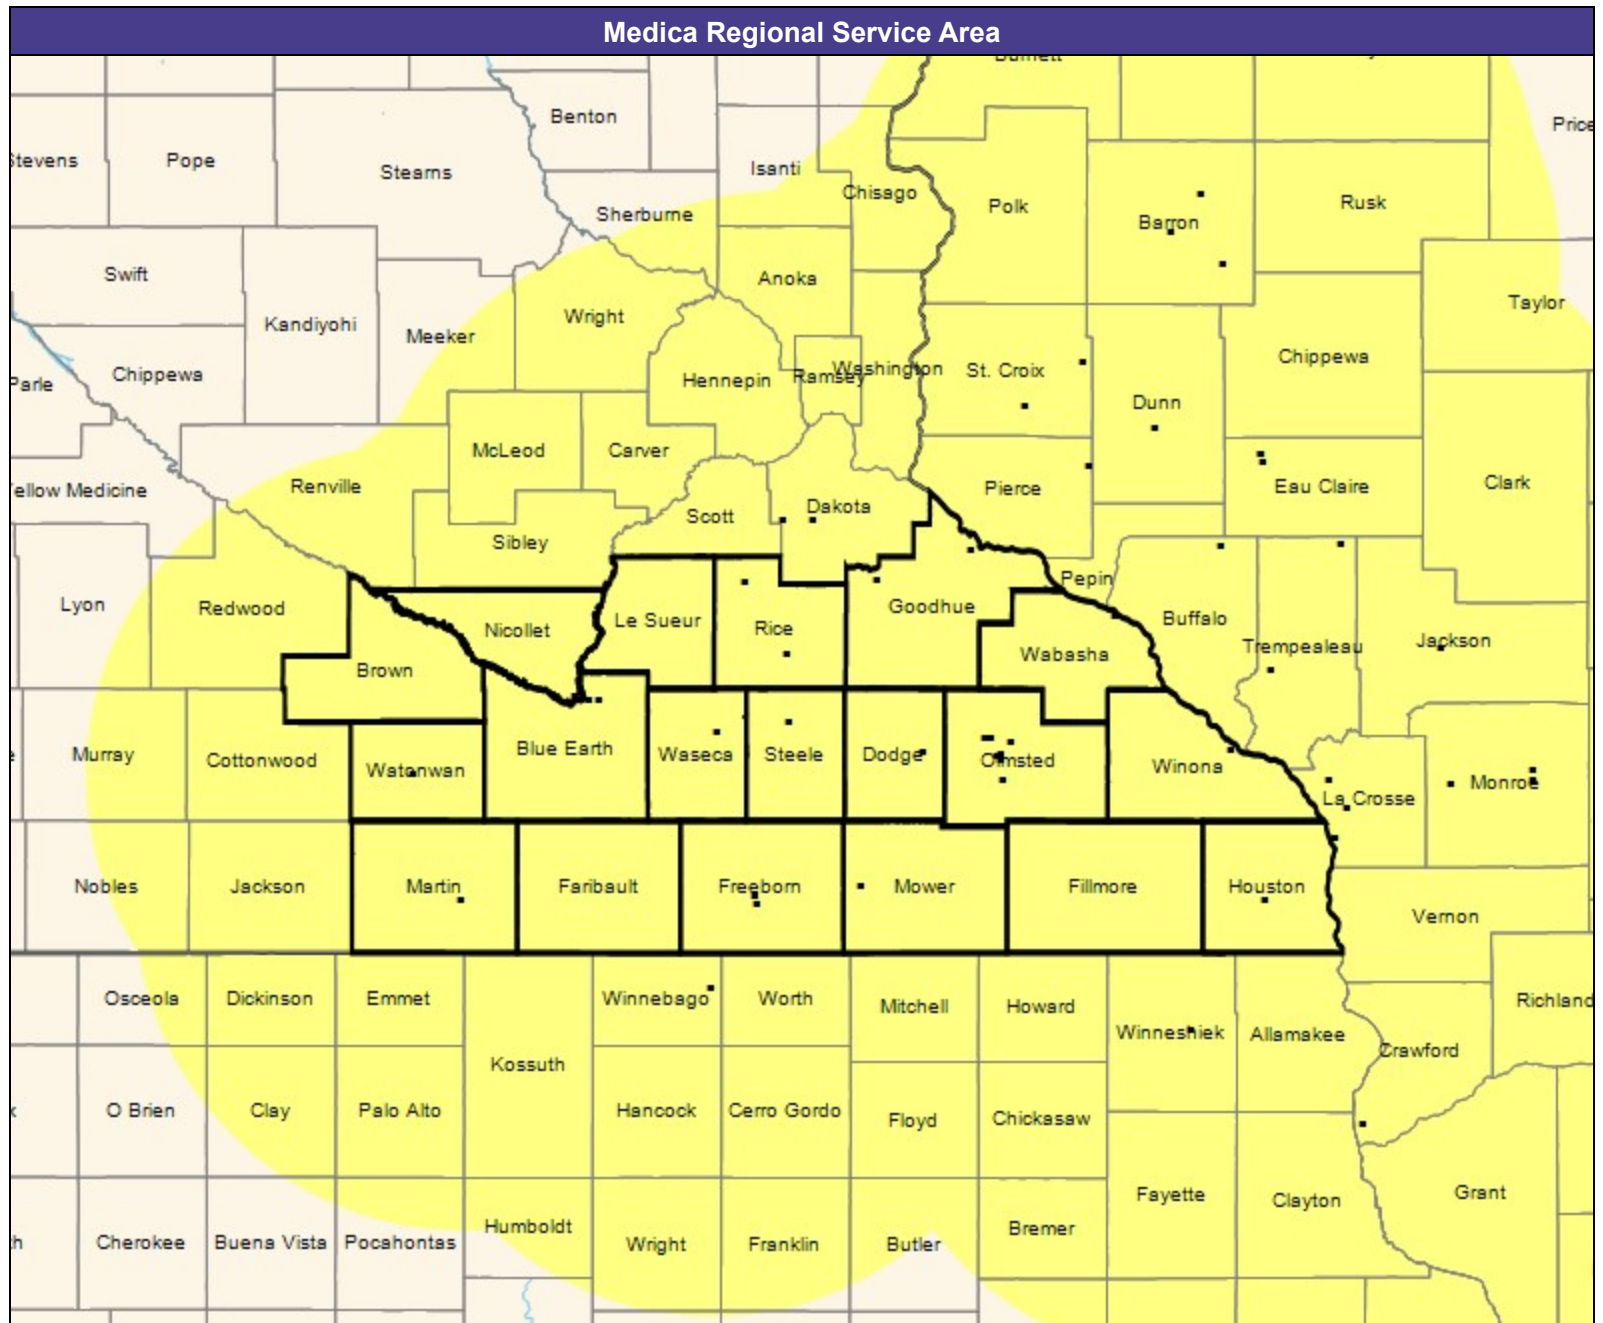 Medica Regional Service Area
Benton
Price
Stevens
Pope
Stearns
Isanti
Chisago
Polk
Barron
Rusk
Sherburne
Swift
Anoka
Taylor
Kandiyohi
Wright
Meeker
Chippewa
Hennepin
Ramsey
Washington
St. Croix
Chippewa
Parle
Dunn
McLeod
Carver
Renville
Pierce
Eau Claire
Clark
ellow Medicine
Scott
Dakota
Sibley
Pepin
Lyon
Redwood
Nicollet
Le Sueur
Rice
Goodhue
Buffalo
Trempealeau
Jackson
Brown
Wabasha
Murray
Cottonwood
Watonwan
Blue Earth
Waseca
Steele
Dodge
Olmsted
Winona
La Crosse
Monroe
Nobles
Jackson
Martin
Faribault
Freeborn
Mower
Fillmore
Houston
Vernon
Osceola
Dickinson
Emmet
Winnebago
Worth
Mitchell
Howard
Richland
Winneshiek
Allamakee
Crawford
Kossuth
O Brien
Clay
Palo Alto
Hancock
Cerro Gordo
Floyd
Chickasaw
Fayette
Clayton
Grant
Humboldt
Bremer
h
Cherokee
Buena Vista
Pocahontas
Wright
Franklin
Butler